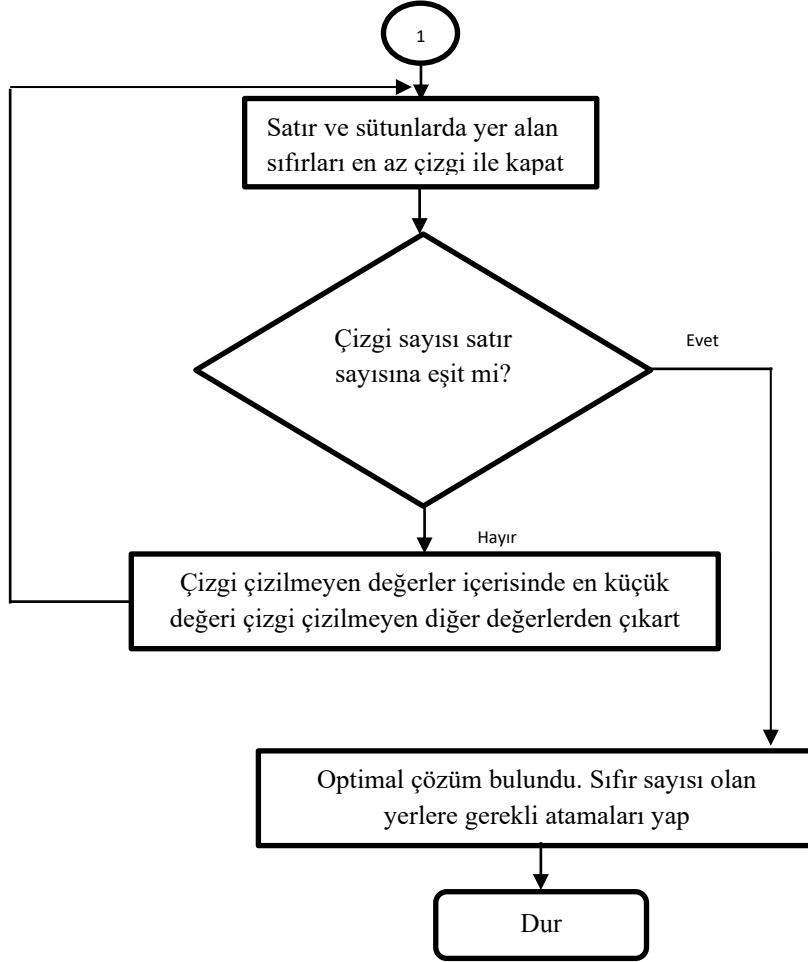 1
Satır ve sütunlarda yer alan
sıfırları en az çizgi ile kapat
Çizgi sayısı satır
sayısına eşit mi?
Evet
Hayır
Çizgi çizilmeyen değerler içerisinde en küçük
değeri çizgi çizilmeyen diğer değerlerden çıkart
Optimal çözüm bulundu. Sıfır sayısı olan
yerlere gerekli atamaları yap
Dur